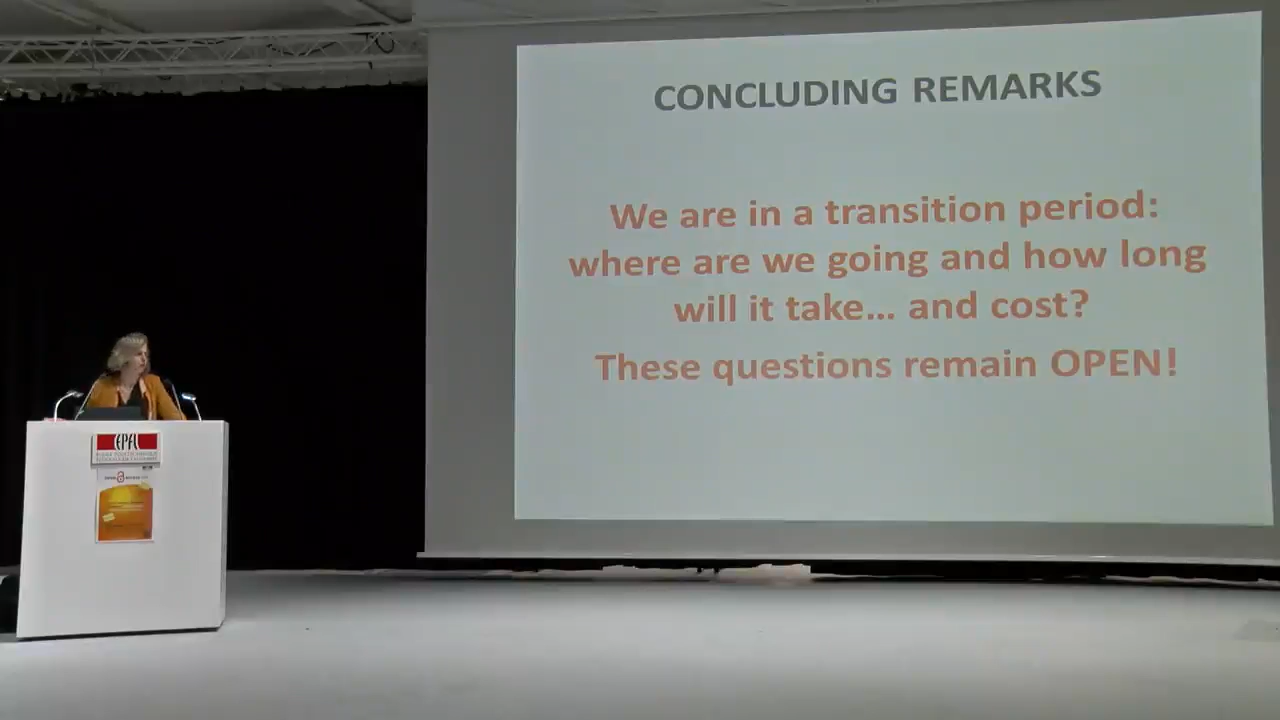 CONCLUDING REMARKS
We are in a transition period:
where are we going and how long
will it take... and cost?
These questions remain OPEN!
EPFL